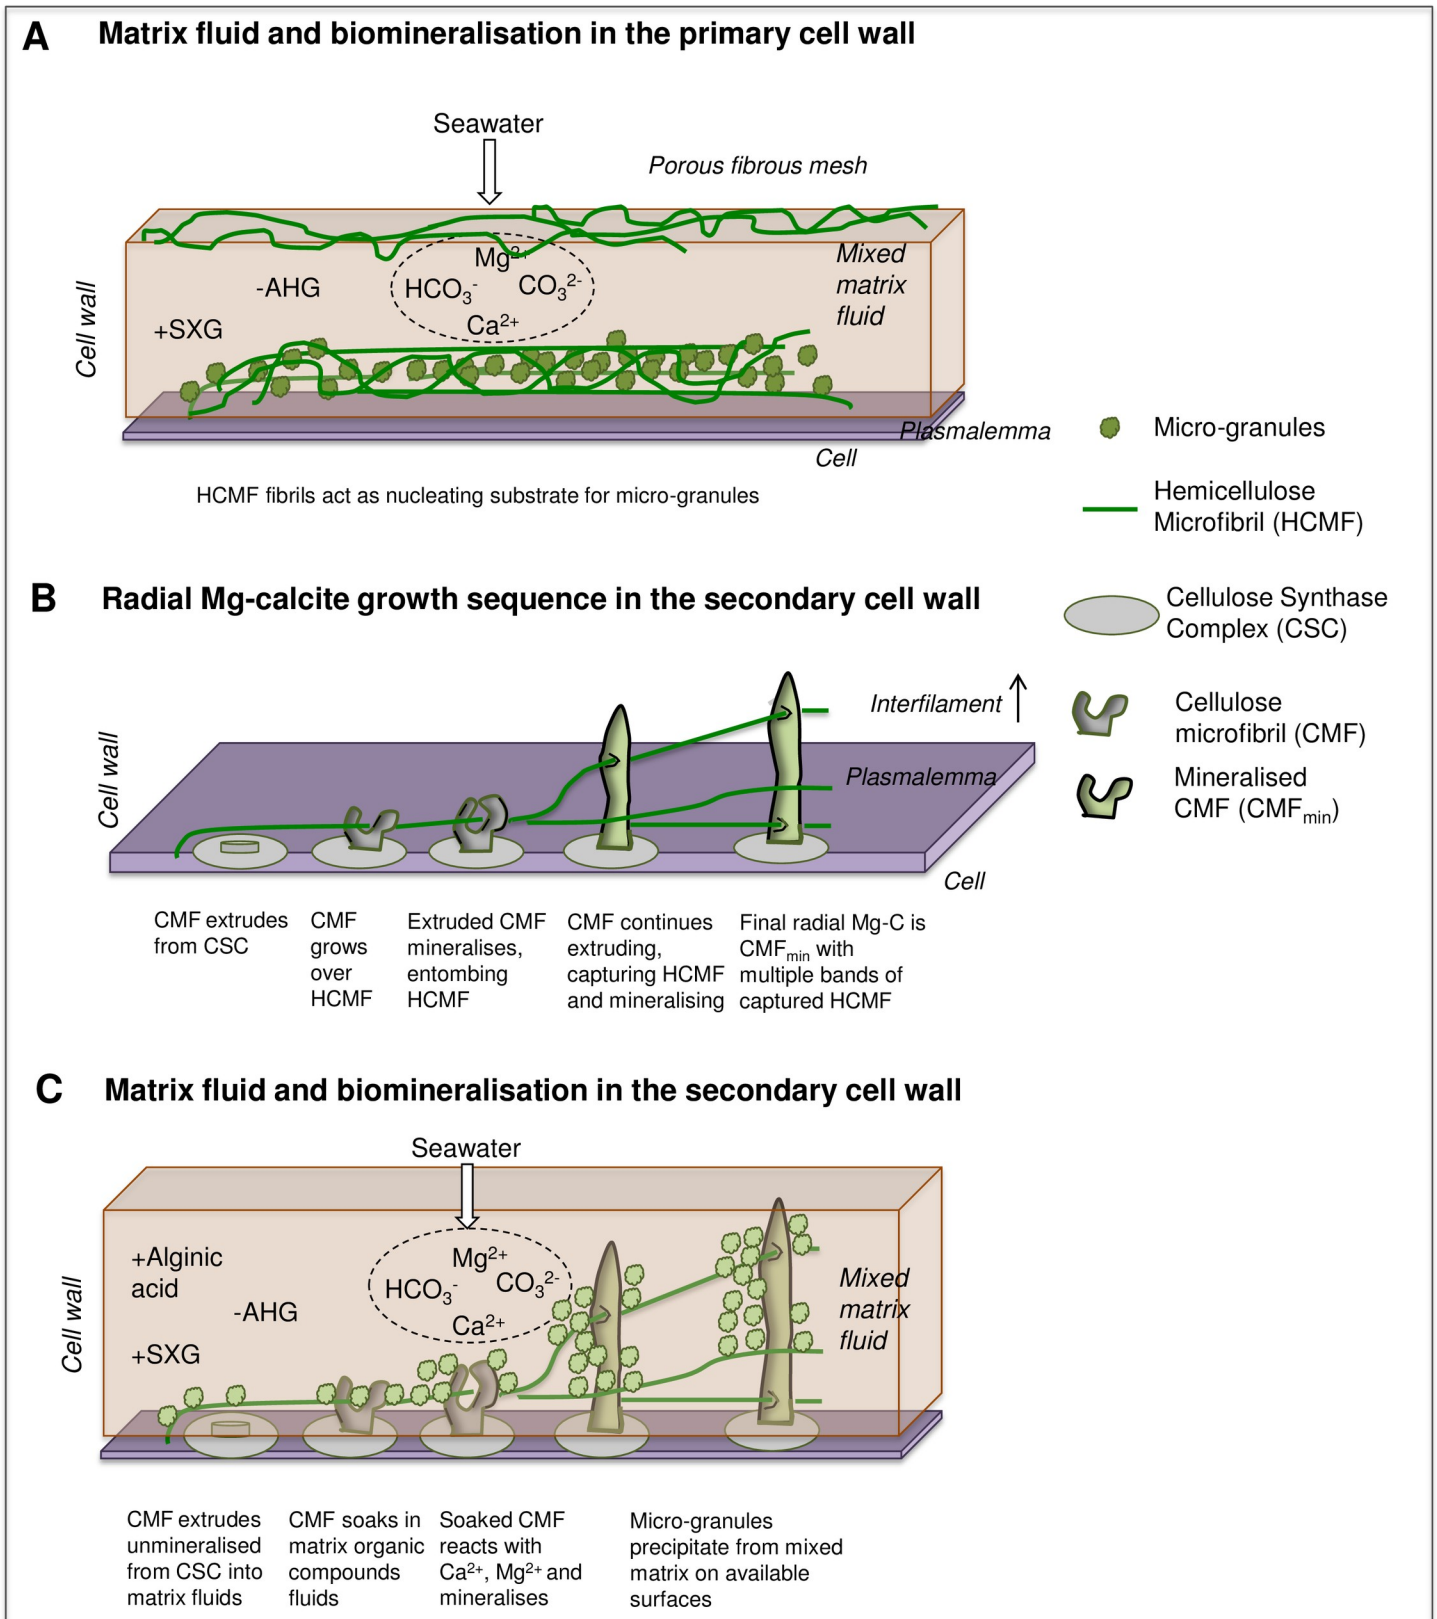 A Matrix fluid and biomineralisation in the primary cell wall
Seawater
Porous fibrous mesh
Mg²⁺
HCO₃⁻ CO₃²⁻
Ca²⁺
-AHG
+SXG
Mixed
matrix
fluid
Cell wall
Plasmalemma
Cell
HCMF fibrils act as nucleating substrate for micro-granules
Micro-granules
Hemicellulose
Microfibril (HCMF)
Cellulose Synthase
Complex (CSC)
Cellulose
microfibril (CMF)
Mineralised
CMF (CMFmin)
B Radial Mg-calcite growth sequence in the secondary cell wall
Interfilament
Cell wall
Plasmalemma
Cell
CMF extrudes
from CSC
CMF
grows
over
HCMF
Extruded CMF
mineralises,
entombing
HCMF
CMF continues
extruding,
capturing HCMF
and mineralising
Final radial Mg-C is
CMFmin with
multiple bands of
captured HCMF
C Matrix fluid and biomineralisation in the secondary cell wall
Seawater
+Alginic
acid
-AHG
+SXG
Mg²⁺
HCO₃⁻ CO₃²⁻
Ca²⁺
Mixed
matrix
fluid
Cell wall
CMF extrudes
unmineralised
from CSC into
matrix fluids
CMF soaks in
matrix organic
compounds
fluids
Soaked CMF
reacts with
Ca²⁺, Mg²⁺ and
mineralises
Micro-granules
precipitate from mixed
matrix on available
surfaces